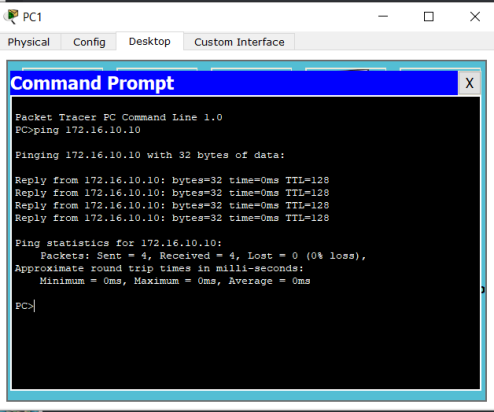 PC1
Physical Config Desktop Custom Interface
Command Prompt
X
Packet Tracer PC Command Line 1.0
PC>ping 172.16.10.10
Pinging 172.16.10.10 with 32 bytes of data:
Reply from 172.16.10.10: bytes=32 time=0ms TTL=128
Reply from 172.16.10.10: bytes=32 time=0ms TTL=128
Reply from 172.16.10.10: bytes=32 time=0ms TTL=128
Reply from 172.16.10.10: bytes=32 time=0ms TTL=128
Ping statistics for 172.16.10.10:
Packets: Sent = 4, Received = 4, Lost = 0 (0% loss),
Approximate round trip times in milli-seconds:
Minimum = 0ms, Maximum = 0ms, Average = 0ms
PC>